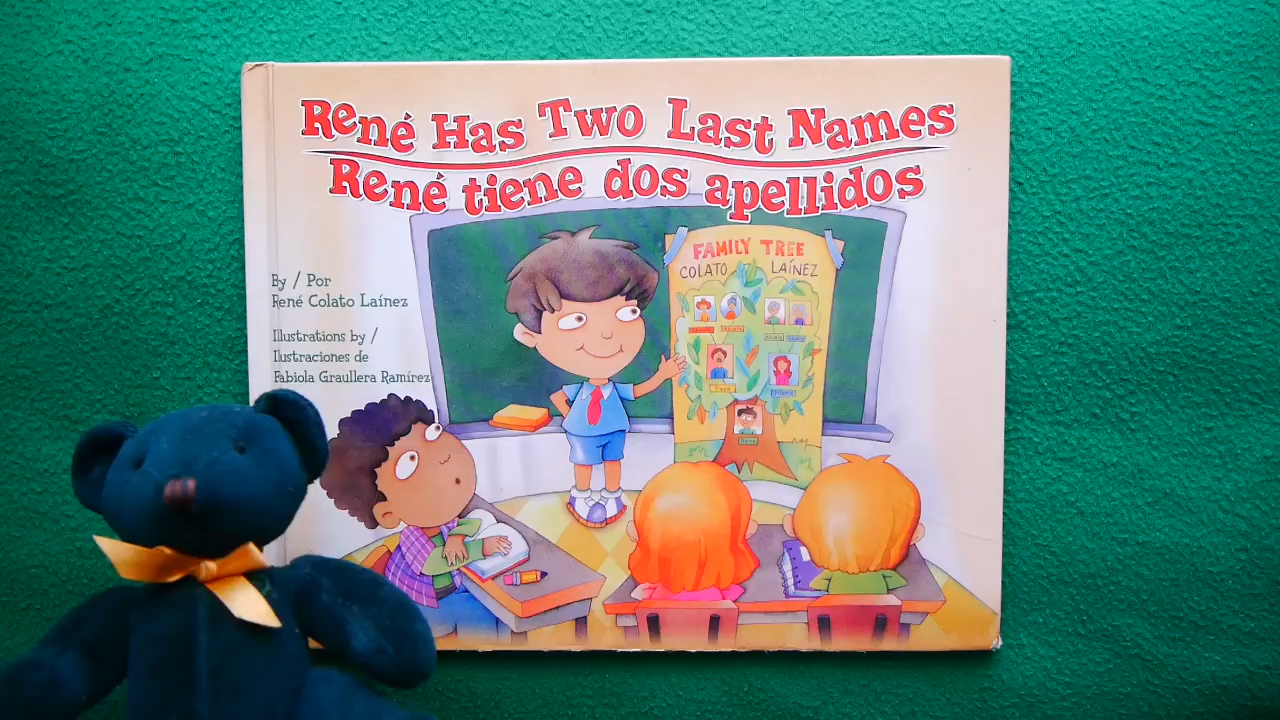 René Has Two Last Names
René tiene dos apellidos
By / Por
René Colato Laínez
Illustrations by /
Ilustraciones de
Fabiola Graullera Ramírez
FAMILY TREE
COLATO LAÍNEZ